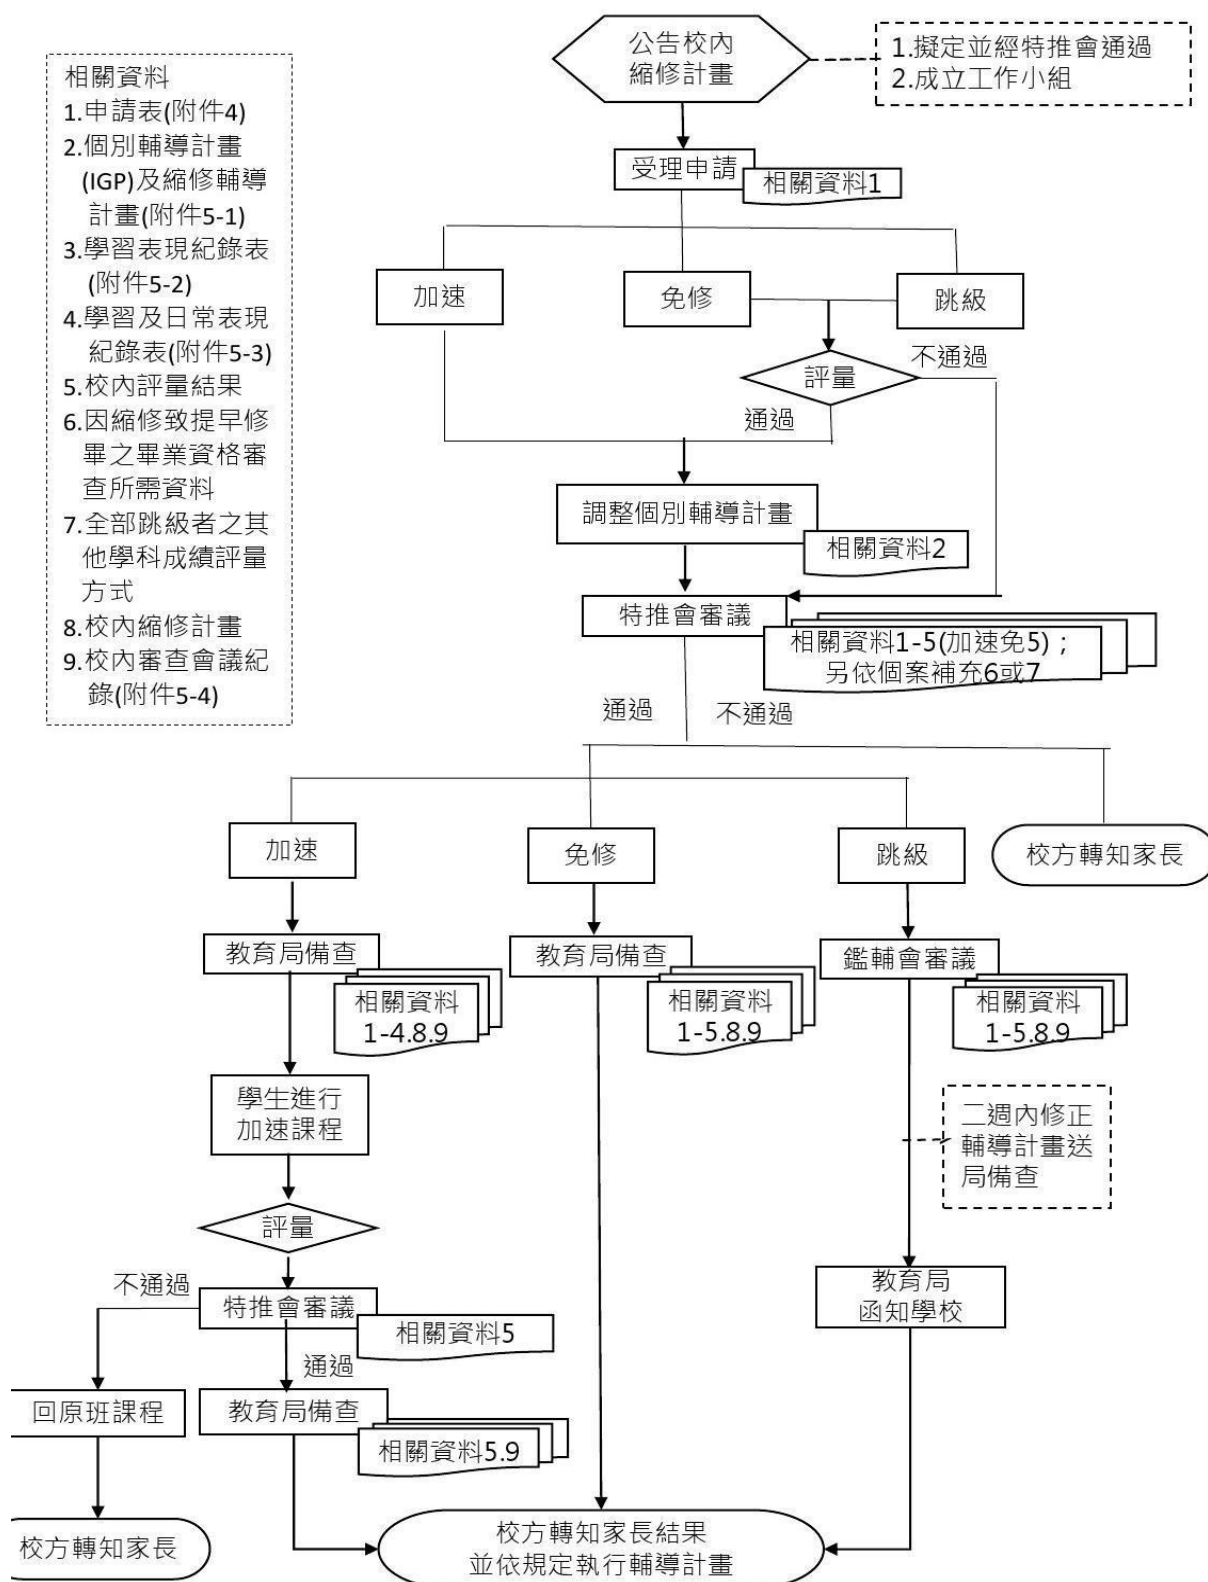 公告校內
縮修計畫
1.擬定並經特推會通過
2.成立工作小組
相關資料
1.申請表(附件4)
2.個別輔導計畫
(IGP)及縮修輔導
計畫(附件5-1)
3.學習表現紀錄表
(附件5-2)
4.學習及日常表現
紀錄表(附件5-3)
5.校內評量結果
6.因縮修致提早修
畢之畢業資格審
查所需資料
7.全部跳級者之其
他學科成績評量
方式
8.校內縮修計畫
9.校內審查會議紀
錄(附件5-4)
受理申請
相關資料1
加速
免修
跳級
評量
不通過
通過
調整個別輔導計畫
相關資料2
特推會審議
相關資料1-5(加速免5)；
另依個案補充6或7
通過
不通過
加速
免修
跳級
校方轉知家長
教育局備查
相關資料
1-4.8.9
教育局備查
相關資料
1-5.8.9
鑑輔會審議
相關資料
1-5.8.9
學生進行
加速課程
二週內修正
輔導計畫送
局備查
評量
不通過
特推會審議
相關資料5
教育局
函知學校
通過
回原班課程
教育局備查
相關資料5.9
校方轉知家長
校方轉知家長結果
並依規定執行輔導計畫